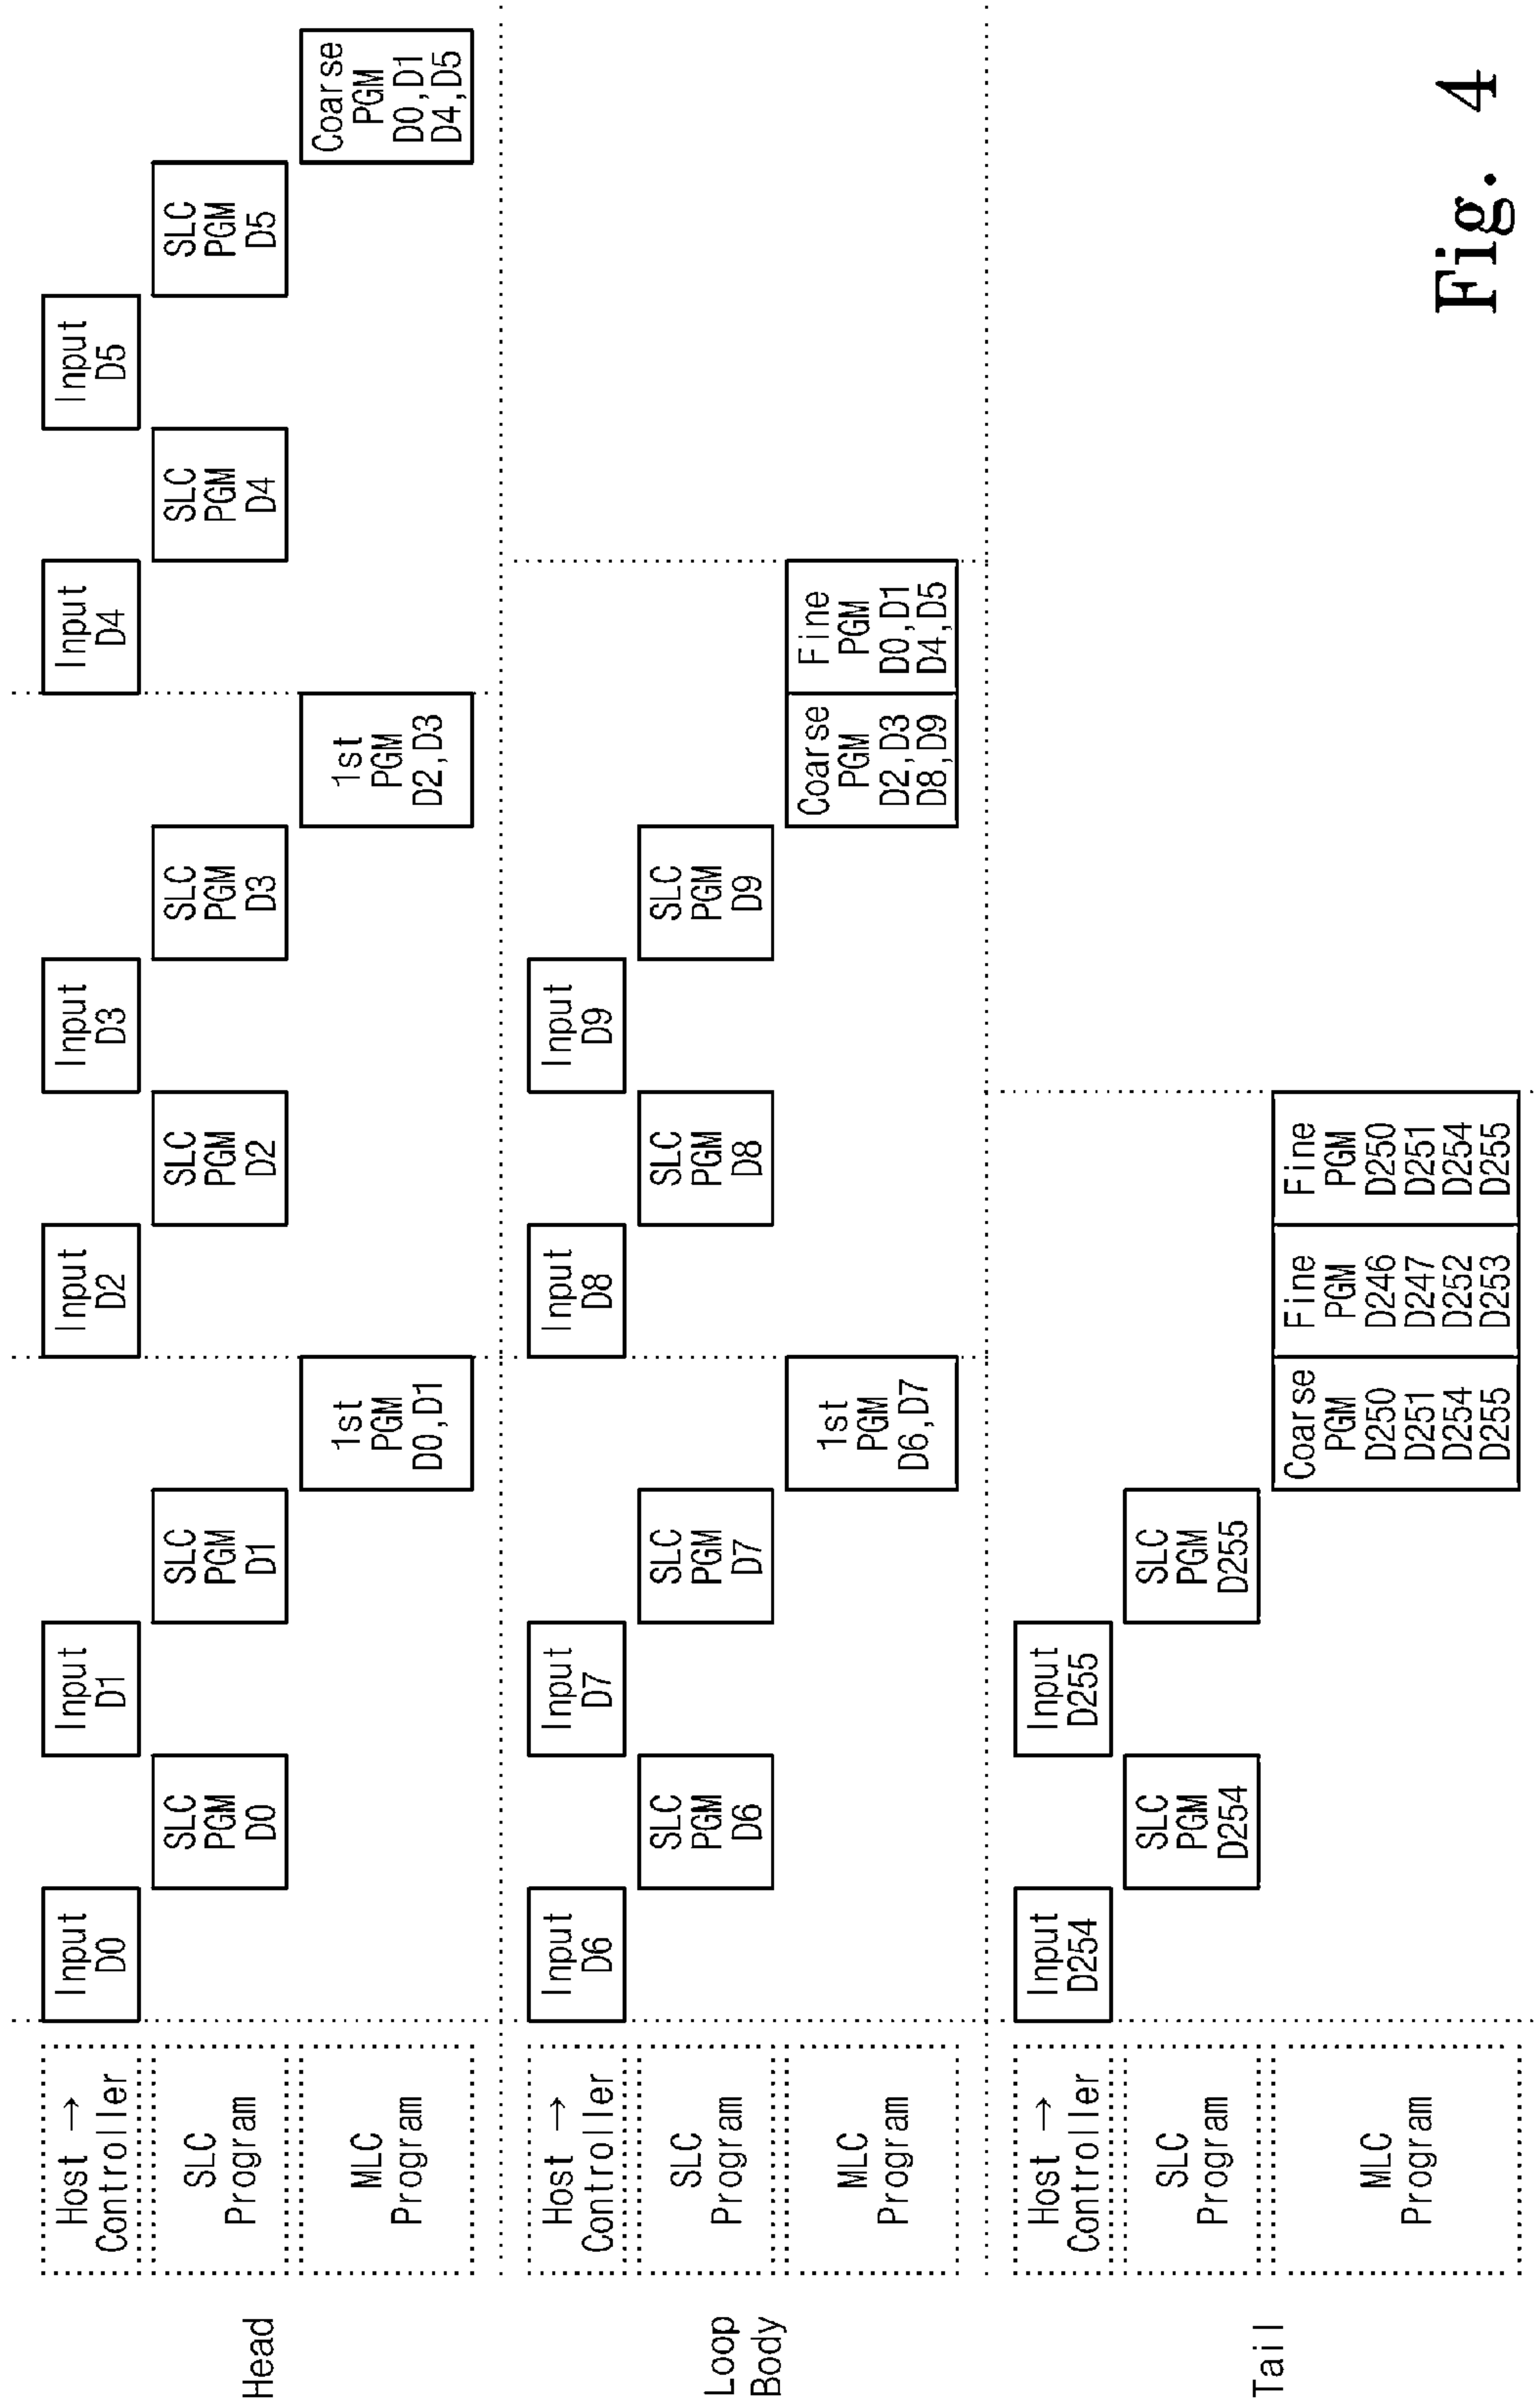 Head
Host →
Controller
Input
D0
Input
D1
Input
D2
Input
D3
Input
D4
Input
D5
SLC
Program
SLC
PGM
D0
SLC
PGM
D1
SLC
PGM
D2
SLC
PGM
D3
SLC
PGM
D4
SLC
PGM
D5
MLC
Program
1st
PGM
D0,D1
1st
PGM
D2,D3
Coarse
PGM
D0,D1
D4,D5
Loop
Body
Host →
Controller
Input
D6
Input
D7
Input
D8
Input
D9
SLC
Program
SLC
PGM
D6
SLC
PGM
D7
SLC
PGM
D8
SLC
PGM
D9
MLC
Program
1st
PGM
D6,D7
Coarse
PGM
D2,D3
D8,D9
Fine
PGM
D0,D1
D4,D5
Tail
Host →
Controller
Input
D254
Input
D255
SLC
Program
SLC
PGM
D254
SLC
PGM
D255
MLC
Program
Coarse
PGM
D250
D251
D254
D255
Fine
PGM
D246
D247
D252
D253
Fine
PGM
D250
D251
D254
D255
Fig. 4